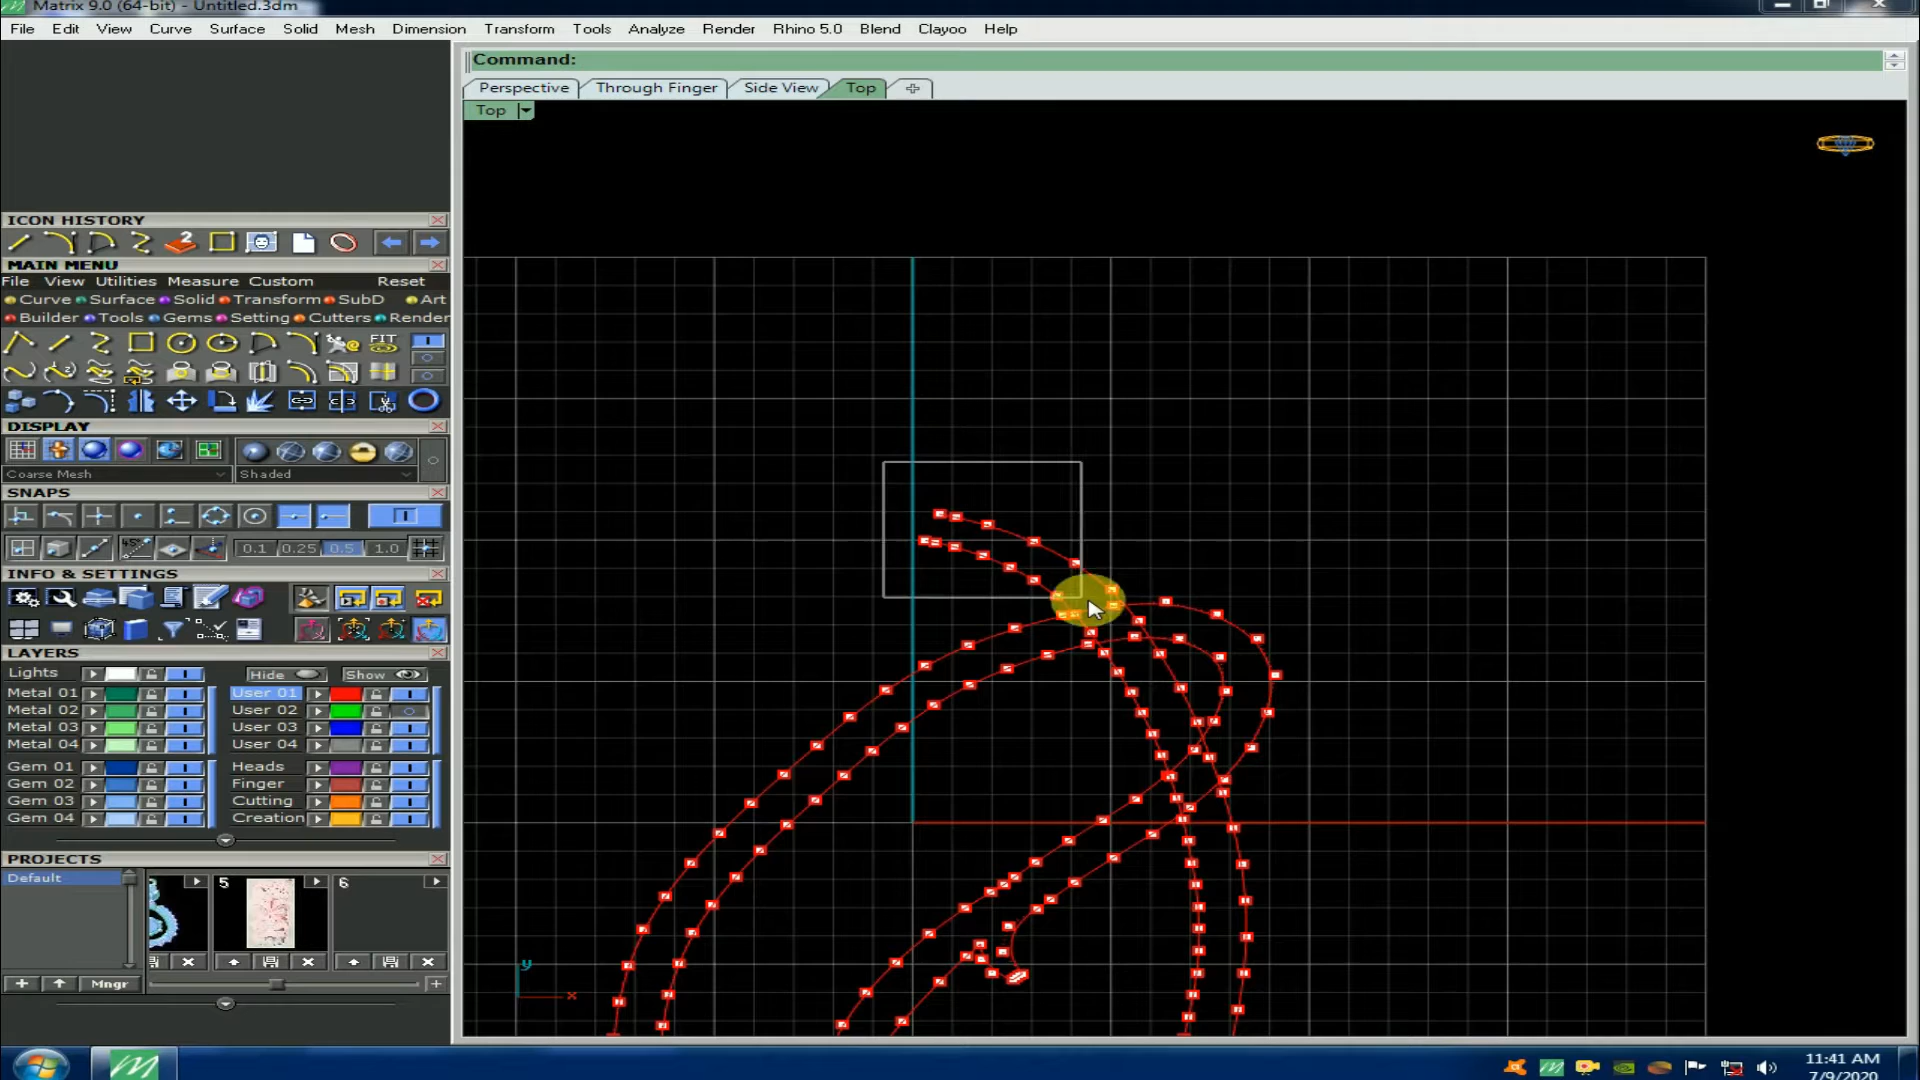 Matrix 9.0 (64-bit) - Untitled.3dm
File Edit View Curve Surface Solid Mesh Dimension Transform Tools Analyze Render Rhino 5.0 Blend Clayoo Help
Command:
Perspective Through Finger Side View Top
Top
ICON HISTORY
2
MAIN MENU
File View Utilities Measure Custom Reset
Curve Surface Solid Transform SubD Art
Builder Tools Gems Setting Cutters Render
FIT
DISPLAY
Coarse Mesh Shaded
SNAPS
45°
0.1 0.25 0.5 1.0
INFO & SETTINGS
LAYERS
Lights Hide Show
Metal 01 User 01
Metal 02 User 02
Metal 03 User 03
Metal 04 User 04
Gem 01 Heads
Gem 02 Finger
Gem 03 Cutting
Gem 04 Creation
PROJECTS
Default 5 6
Mngr
y
x
11:41 AM
7/9/2020